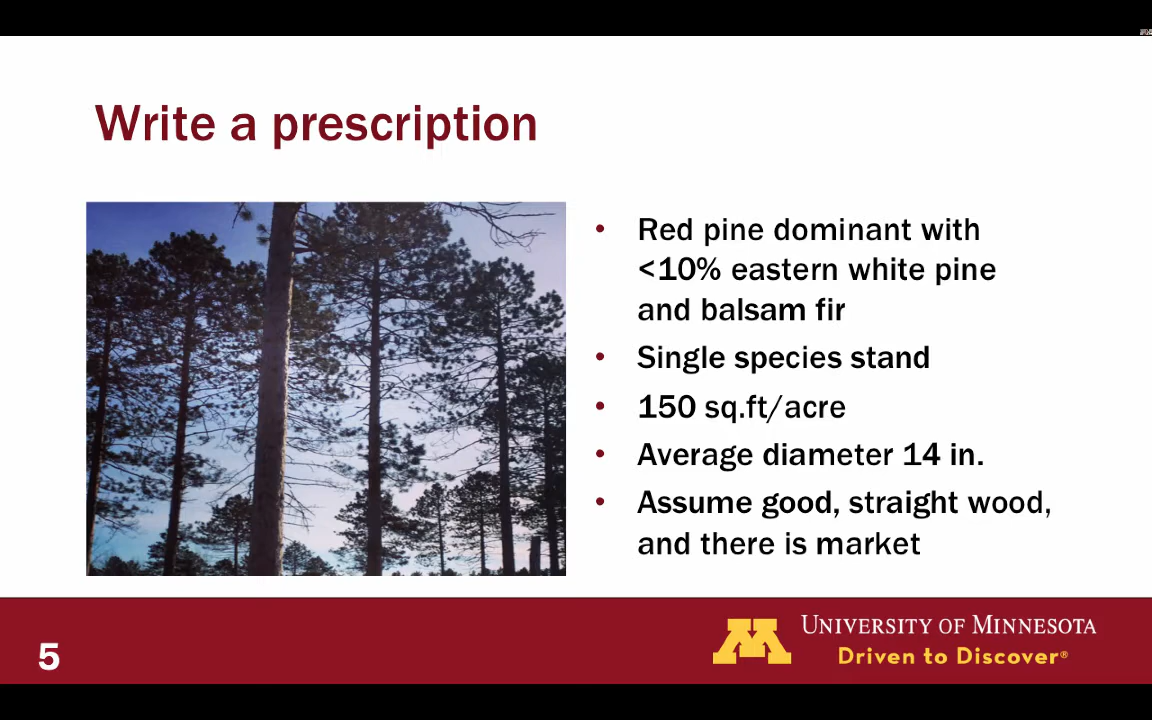 Write a prescription
• Red pine dominant with
<10% eastern white pine
and balsam fir
• Single species stand
• 150 sq.ft/acre
• Average diameter 14 in.
• Assume good, straight wood,
and there is market
5
UNIVERSITY OF MINNESOTA
Driven to Discover®